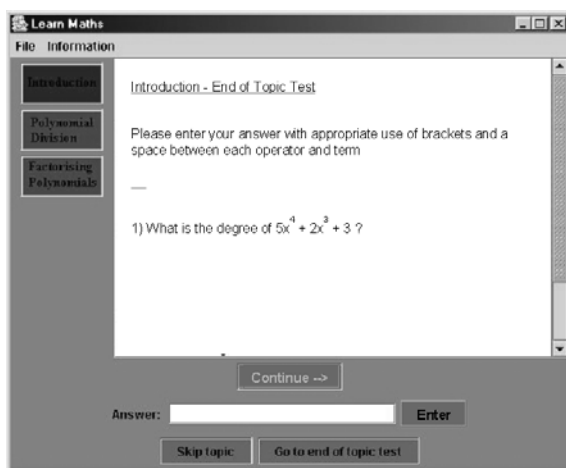 Learn Maths
File Information
Introduction
Polynomial
Division
Factorising
Polynomials
Introduction - End of Topic Test
Please enter your answer with appropriate use of brackets and a
space between each operator and term
1) What is the degree of 5x⁴ + 2x³ + 3 ?
Continue -->
Answer:
Enter
Skip topic
Go to end of topic test